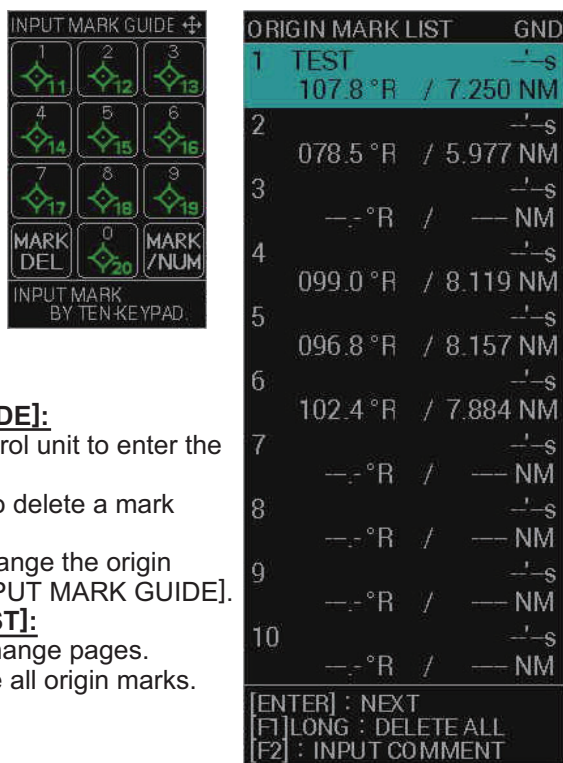 INPUT MARK GUIDE
1 2 3
11 12 13
4 5 6
14 15 16
7 8 9
17 18 19
MARK DEL 0 20 MARK /NUM
INPUT MARK
BY TEN-KEYPAD.
DE]:
rol unit to enter the
o delete a mark
ange the origin
PUT MARK GUIDE].
ST]:
hange pages.
e all origin marks.
ORIGIN MARK LIST GND
1 TEST --'--s
107.8 °R / 7.250 NM
2 --'--s
078.5 °R / 5.977 NM
3 --'--s
---.- °R / --- NM
4 --'--s
099.0 °R / 8.119 NM
5 --'--s
096.8 °R / 8.157 NM
6 --'--s
102.4 °R / 7.884 NM
7 --'--s
---.- °R / --- NM
8 --'--s
---.- °R / --- NM
9 --'--s
---.- °R / --- NM
10 --'--s
---.- °R / --- NM
[ENTER] : NEXT
[F1]LONG : DELETE ALL
[F2] : INPUT COMMENT